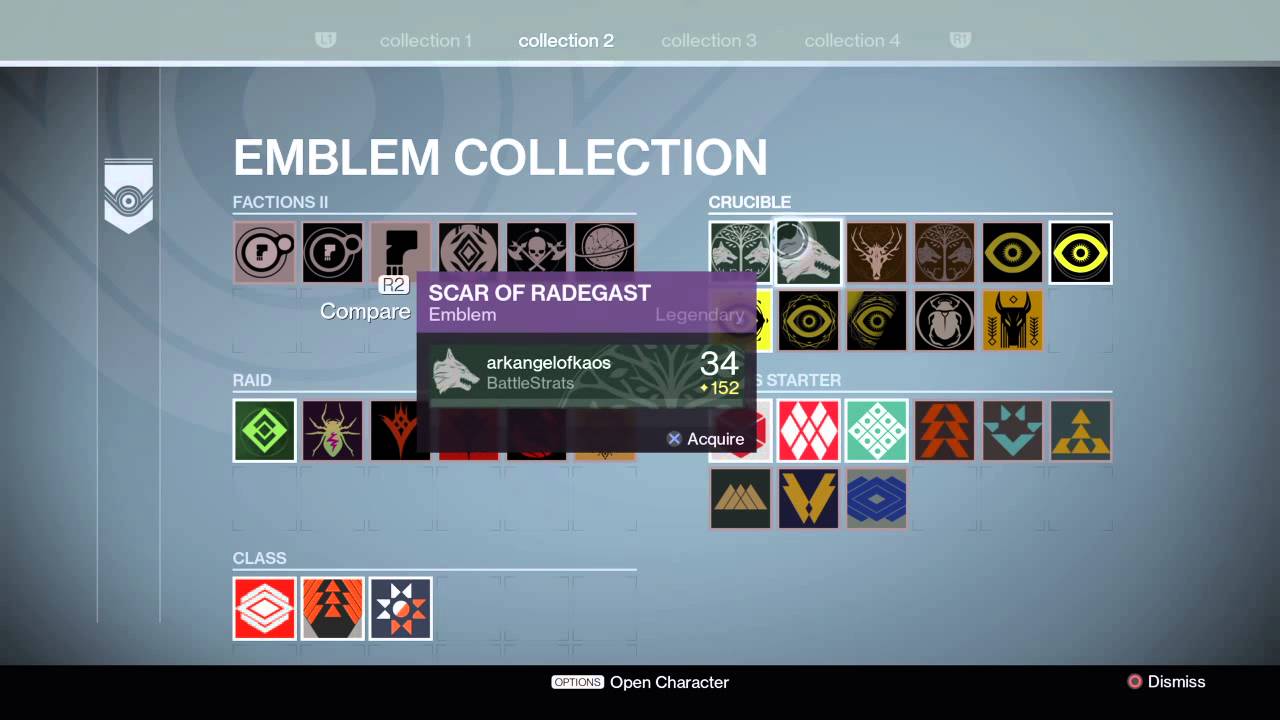 L1 collection 1 collection 2 collection 3 collection 4 R1
EMBLEM COLLECTION
FACTIONS II
CRUCIBLE
R2
Compare
SCAR OF RADEGAST
Emblem Legendary
arkangelofkaos 34
BattleStrats +152
Acquire
RAID
STARTER
CLASS
OPTIONS Open Character
Dismiss